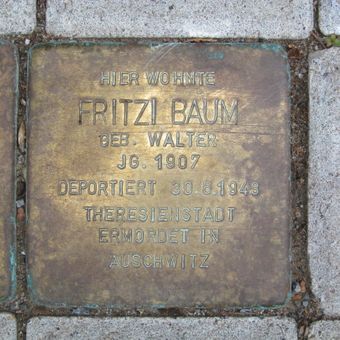 HIER WOHNTE
FRITZI BAUM
GEB. WALTER
JG. 1907
DEPORTIERT 30.6.1943
THERESIENSTADT
ERMORDET IN
AUSCHWITZ